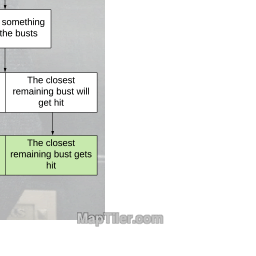 something
the busts
The closest
remaining bust will
get hit
The closest
remaining bust gets
hit
MapTiler.com